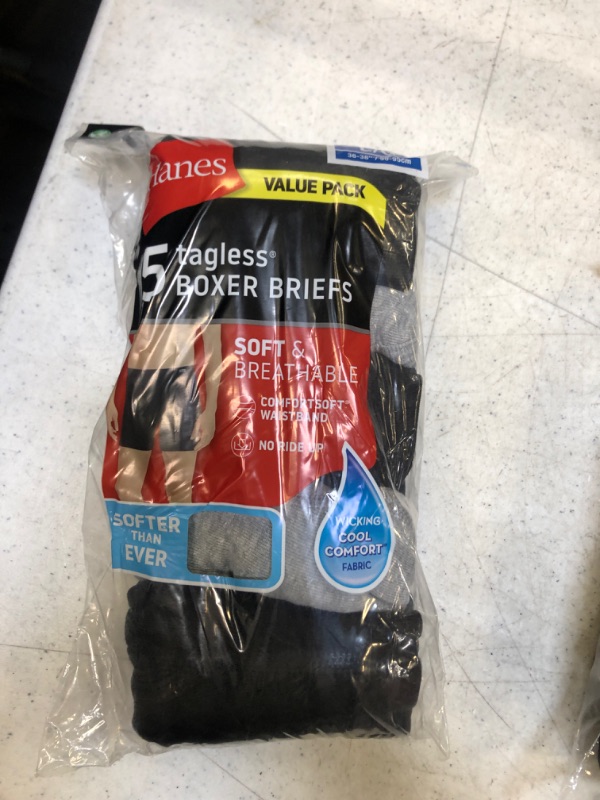 Hanes
VALUE PACK
5 tagless®
BOXER BRIEFS
SOFT &
BREATHABLE
COMFORTSOFT®
WAISTBAND
NO RIDE UP
SOFTER
THAN
EVER
WICKING
COOL
COMFORT
FABRIC